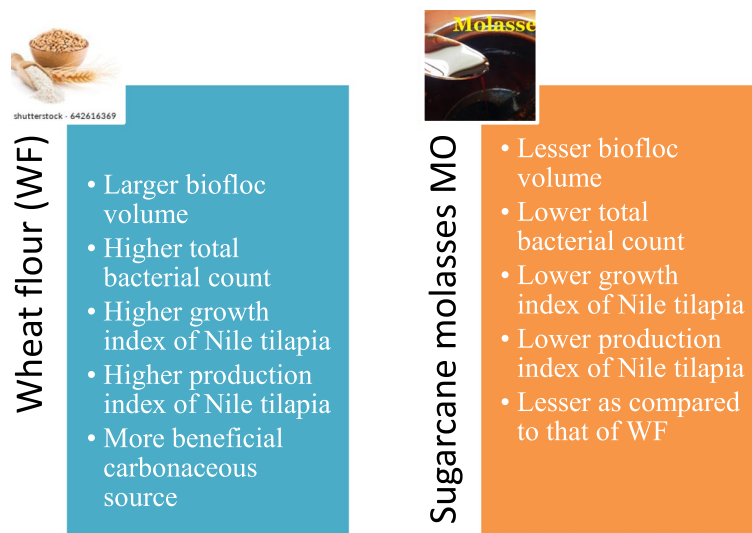 shutterstock · 642616369
Wheat flour (WF)
• Larger biofloc
volume
• Higher total
bacterial count
• Higher growth
index of Nile tilapia
• Higher production
index of Nile tilapia
• More beneficial
carbonaceous
source
Molasse
Sugarcane molasses MO
• Lesser biofloc
volume
• Lower total
bacterial count
• Lower growth
index of Nile tilapia
• Lower production
index of Nile tilapia
• Lesser as compared
to that of WF